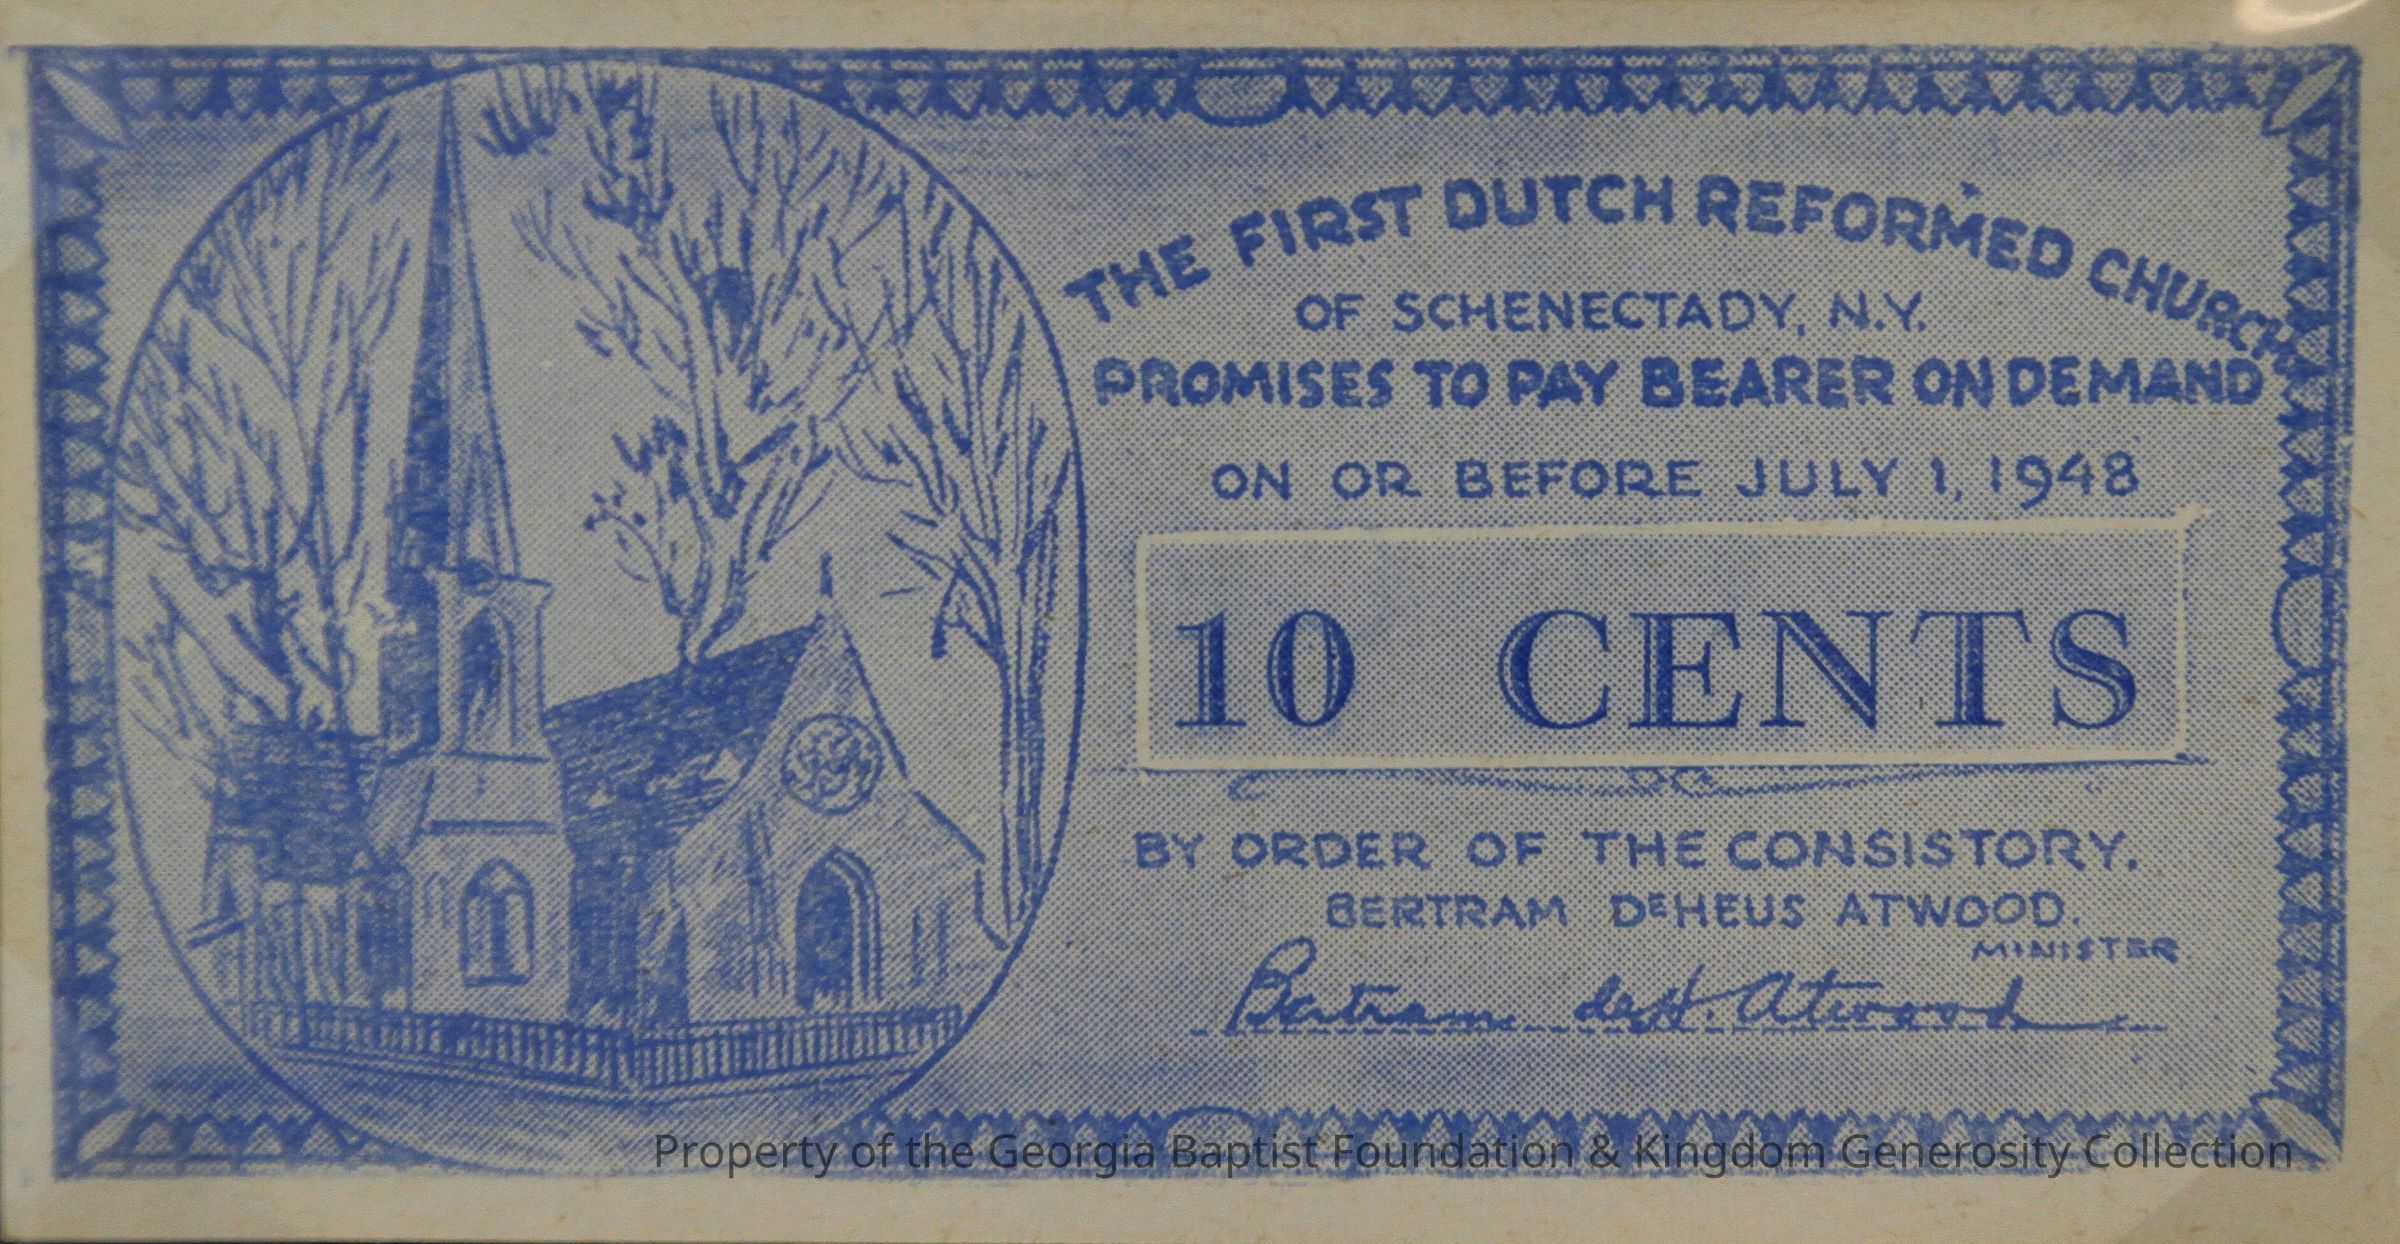 THE FIRST DUTCH REFORMED CHURCH
OF SCHENECTADY, N.Y.
PROMISES TO PAY BEARER ON DEMAND
ON OR BEFORE JULY 1, 1948
10 CENTS
BY ORDER OF THE CONSISTORY.
BERTRAM DEHEUS ATWOOD.
MINISTER
Bertram deH. Atwood
Property of the Georgia Baptist Foundation & Kingdom Generosity Collection